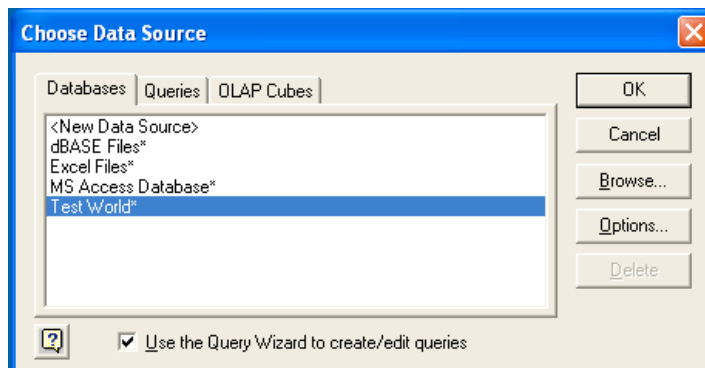 Choose Data Source
Databases Queries OLAP Cubes
<New Data Source>
dBASE Files*
Excel Files*
MS Access Database*
Test World*
OK
Cancel
Browse...
Options...
Delete
Use the Query Wizard to create/edit queries